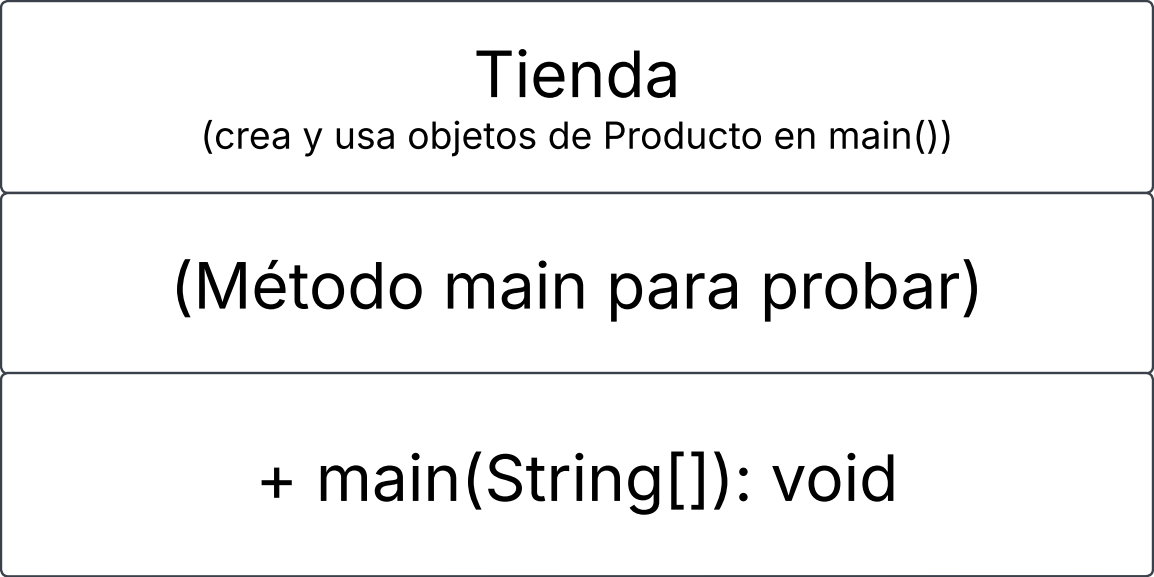 Tienda
(crea y usa objetos de Producto en main())
(Método main para probar)
+ main(String[]): void